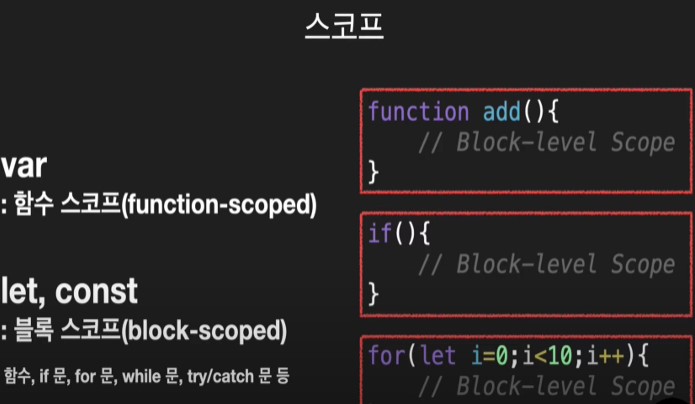 스코프
var
: 함수 스코프(function-scoped)
let, const
: 블록 스코프(block-scoped)
함수, if 문, for 문, while 문, try/catch 문 등
function add(){
// Block-level Scope
}
if(){
// Block-level Scope
}
for(let i=0;i<10;i++){
// Block-level Scope